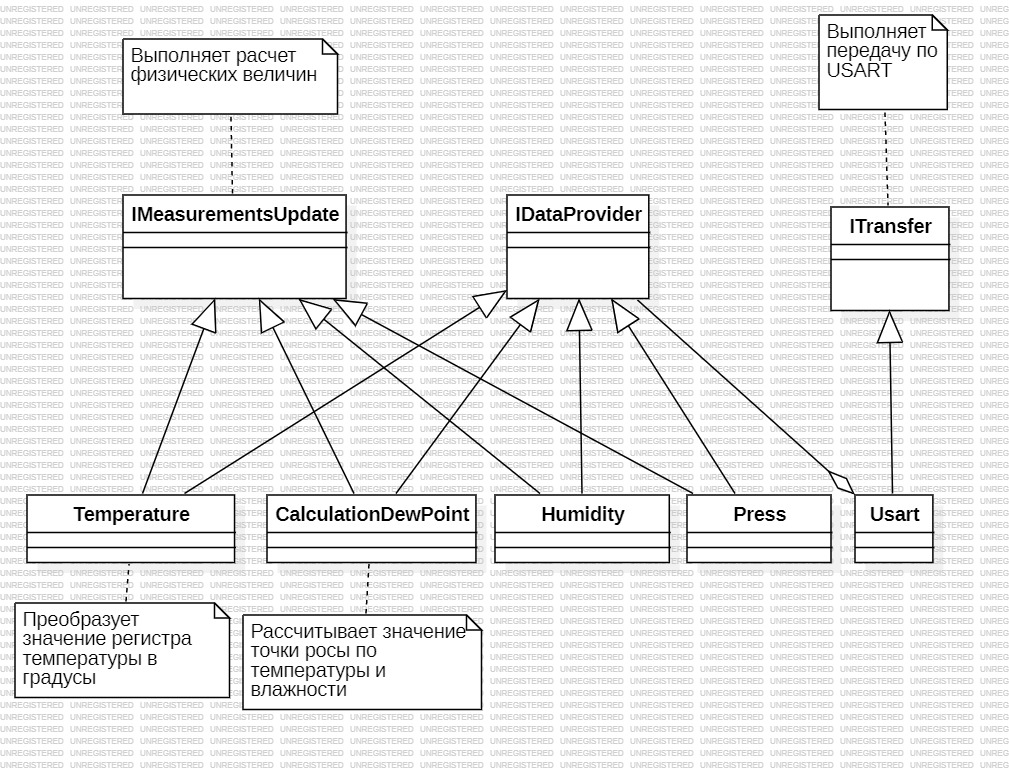 Выполняет расчет
физических величин
Выполняет
передачу по
USART
IMeasurementsUpdate
IDataProvider
ITransfer
Temperature
CalculationDewPoint
Humidity
Press
Usart
Преобразует
значение регистра
температуры в
градусы
Рассчитывает значение
точки росы по
температуры и
влажности
UNREGISTERED